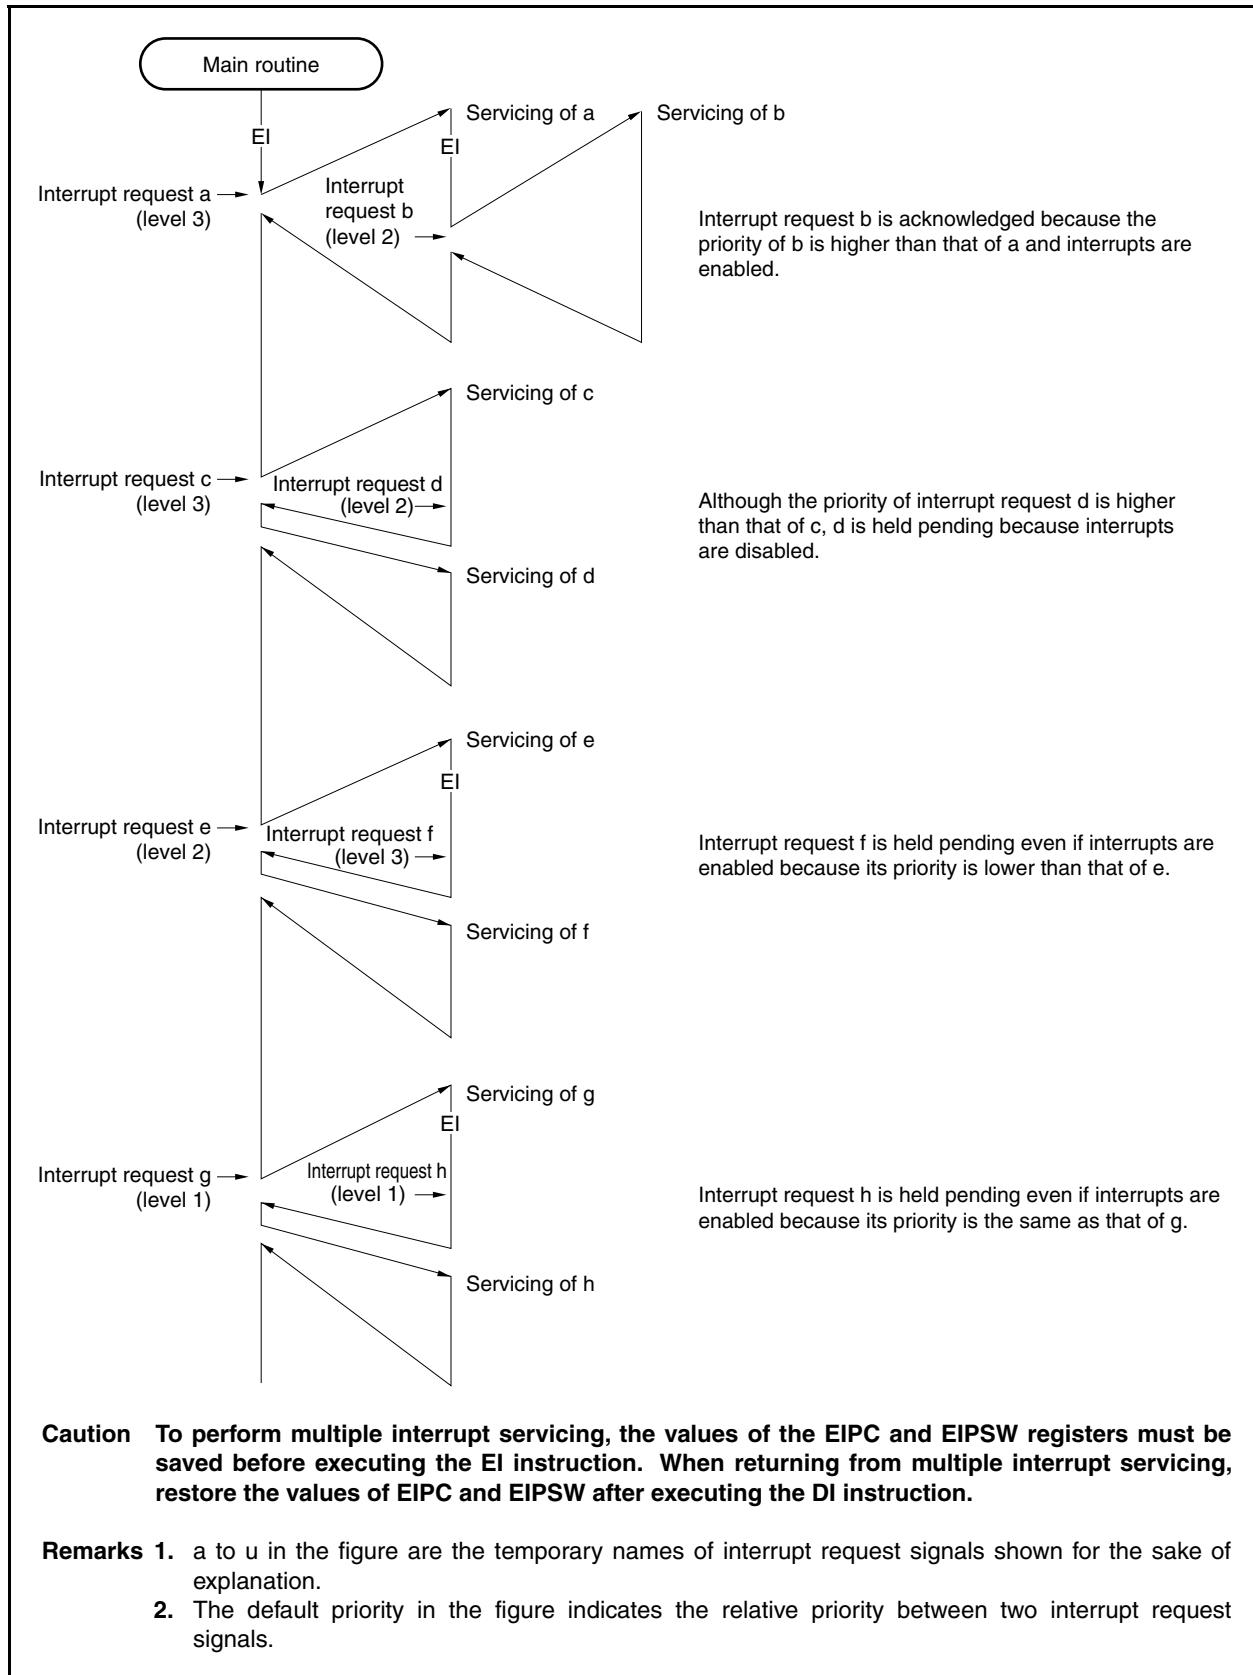 Main routine
EI
Servicing of a
EI
Servicing of b
Interrupt request a
(level 3)
Interrupt
request b
(level 2)
Interrupt request b is acknowledged because the
priority of b is higher than that of a and interrupts are
enabled.
Servicing of c
Interrupt request c
(level 3)
Interrupt request d
(level 2)
Although the priority of interrupt request d is higher
than that of c, d is held pending because interrupts
are disabled.
Servicing of d
Servicing of e
EI
Interrupt request e
(level 2)
Interrupt request f
(level 3)
Interrupt request f is held pending even if interrupts are
enabled because its priority is lower than that of e.
Servicing of f
Servicing of g
EI
Interrupt request g
(level 1)
Interrupt request h
(level 1)
Interrupt request h is held pending even if interrupts are
enabled because its priority is the same as that of g.
Servicing of h
Caution To perform multiple interrupt servicing, the values of the EIPC and EIPSW registers must be
saved before executing the EI instruction. When returning from multiple interrupt servicing,
restore the values of EIPC and EIPSW after executing the DI instruction.
Remarks 1. a to u in the figure are the temporary names of interrupt request signals shown for the sake of
explanation.
2. The default priority in the figure indicates the relative priority between two interrupt request
signals.